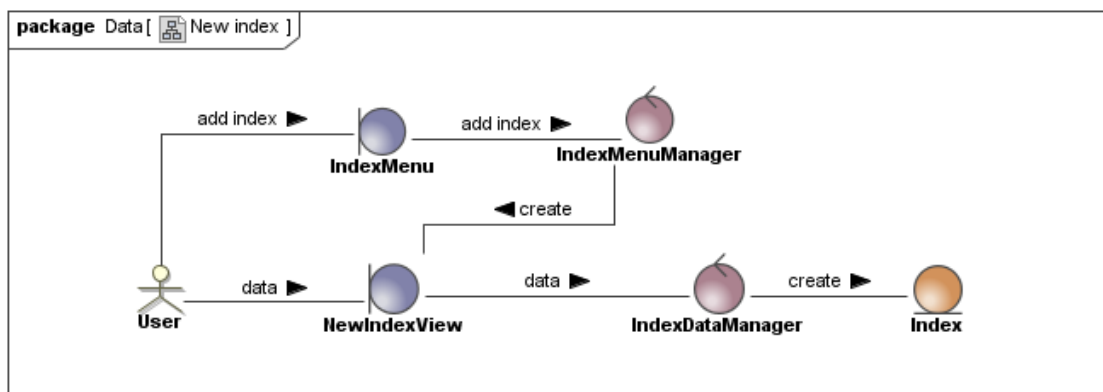 package Data[ New index ]
add index
add index
IndexMenu
IndexMenuManager
create
data
data
create
User
NewIndexView
IndexDataManager
Index